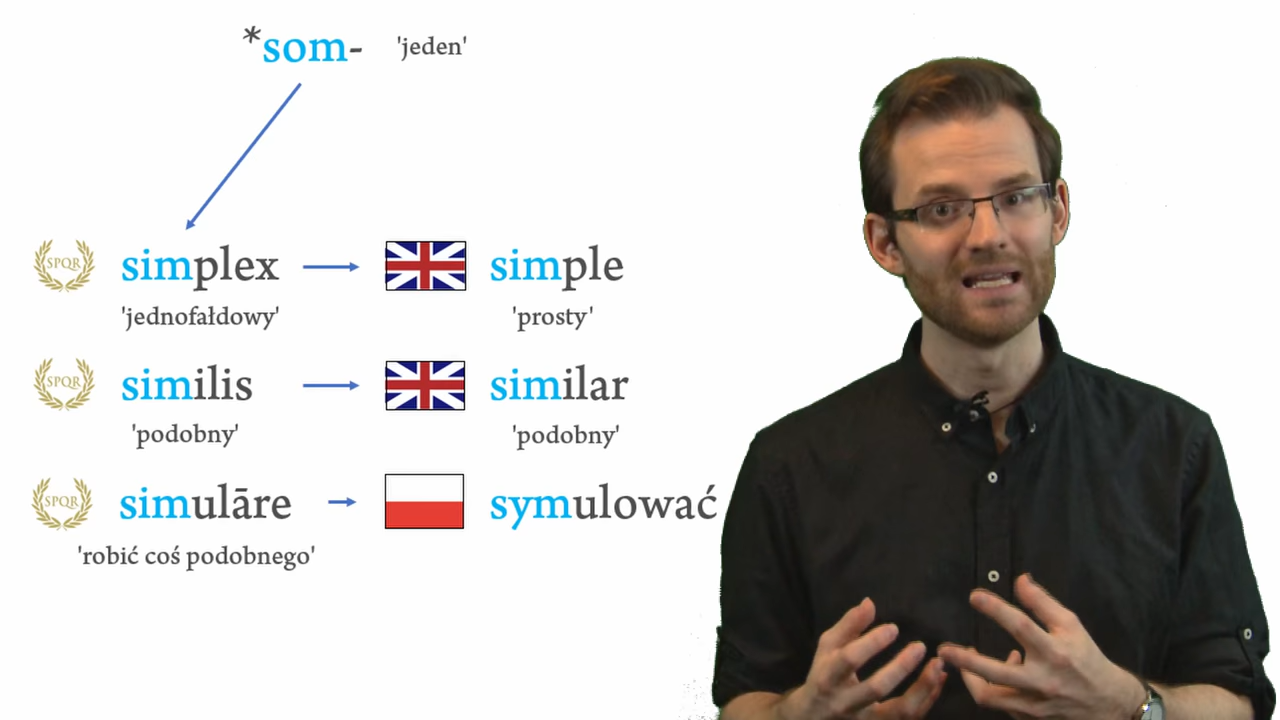 *som- 'jeden'
SPQR simplex simple
'jednofałdowy' 'prosty'
SPQR similis similar
'podobny' 'podobny'
SPQR simulāre symulować
'robić coś podobnego'